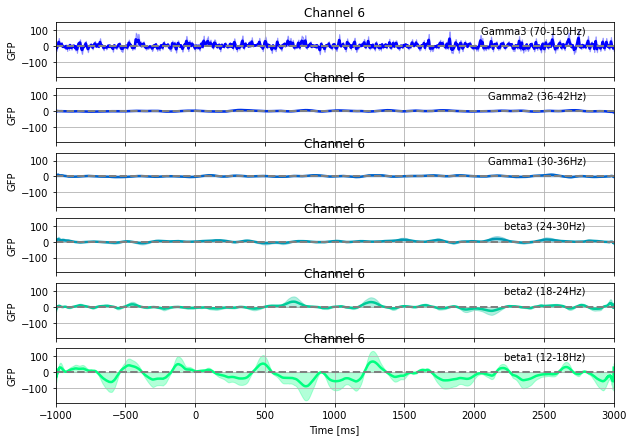 Channel 6
Gamma3 (70-150Hz)
100
0
−100
GFP
Channel 6
Gamma2 (36-42Hz)
100
0
−100
GFP
Channel 6
Gamma1 (30-36Hz)
100
0
−100
GFP
Channel 6
beta3 (24-30Hz)
100
0
−100
GFP
Channel 6
beta2 (18-24Hz)
100
0
−100
GFP
Channel 6
beta1 (12-18Hz)
100
0
−100
GFP
−1000 −500 0 500 1000 1500 2000 2500 3000
Time [ms]